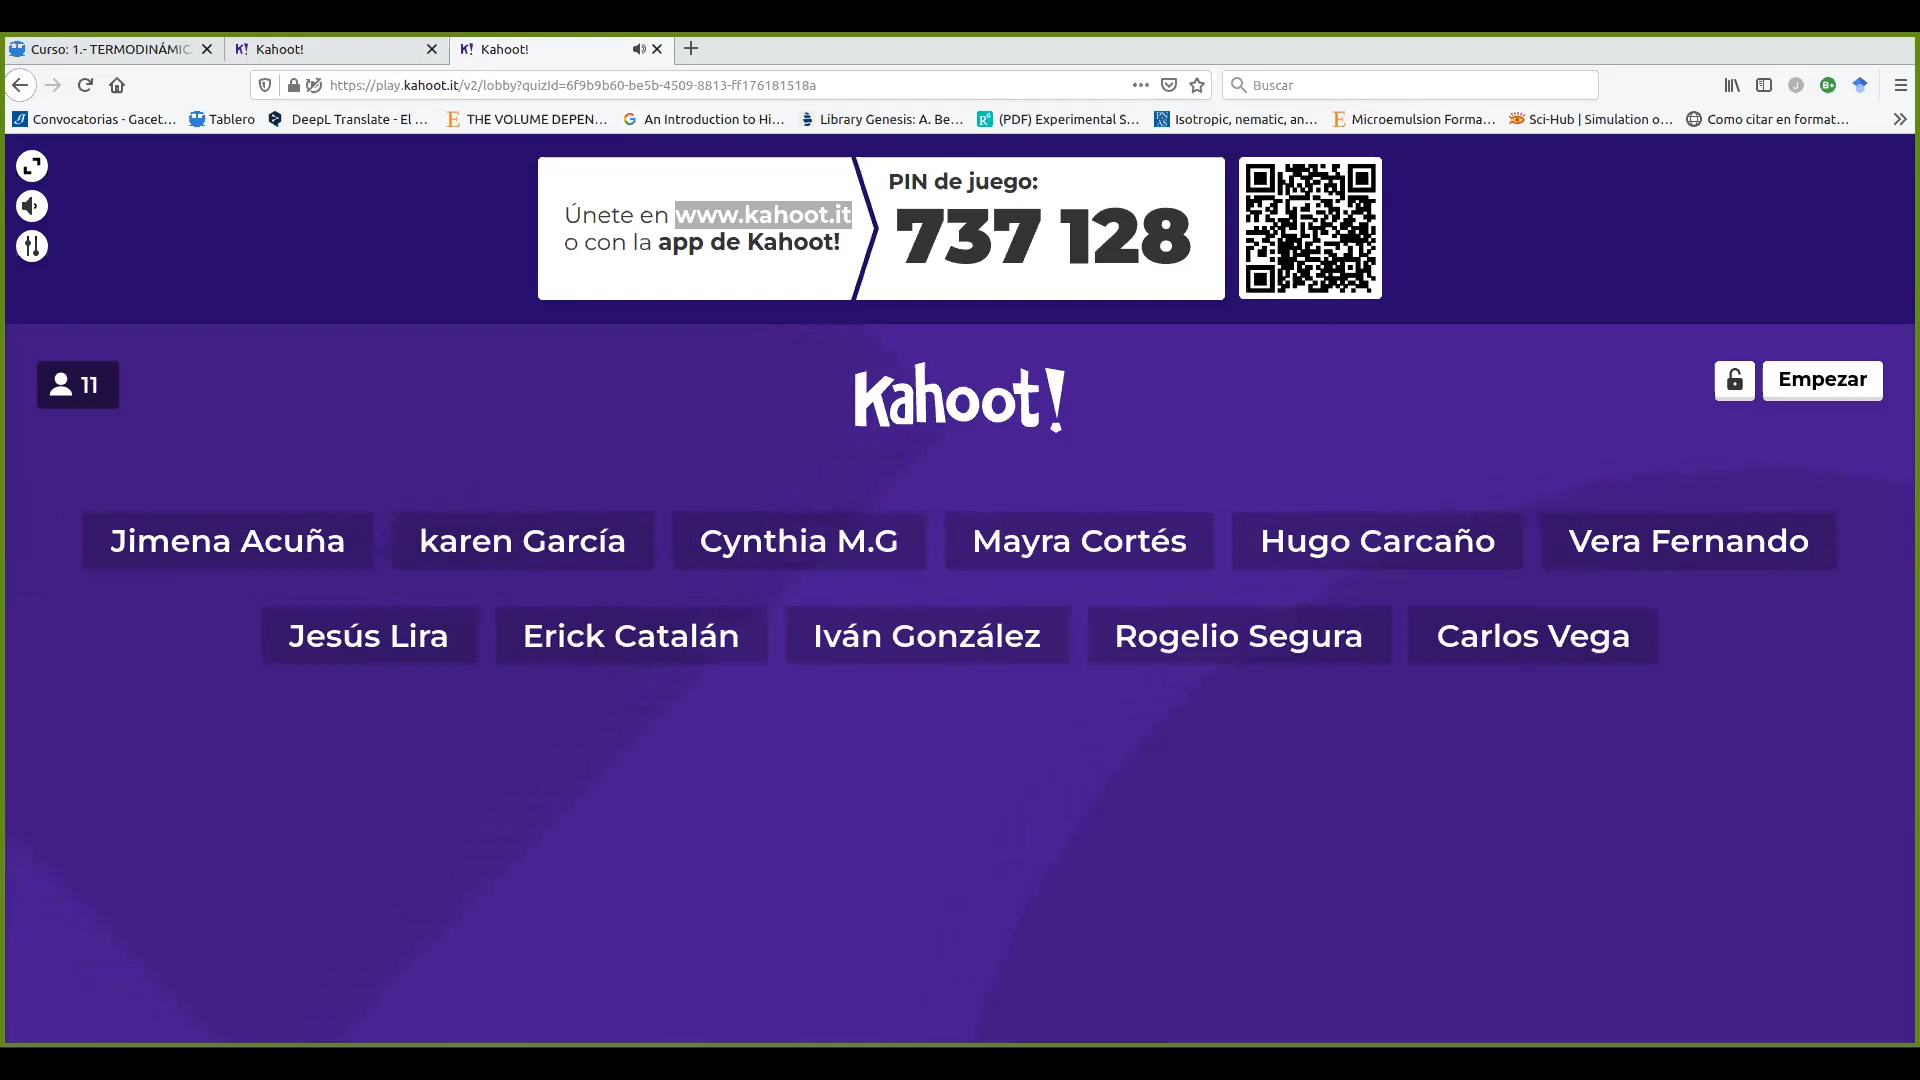 Curso: 1.- TERMODINÁMIC
Kahoot!
Kahoot!
https://play.kahoot.it/v2/lobby?quizId=6f9b9b60-be5b-4509-8813-ff176181518a
Buscar
Convocatorias - Gacet...
Tablero
DeepL Translate - El ...
THE VOLUME DEPEN...
An Introduction to Hi...
Library Genesis: A. Be...
(PDF) Experimental S...
Isotropic, nematic, an...
Microemulsion Forma...
Sci-Hub | Simulation o...
Como citar en format...
Únete en www.kahoot.it
o con la app de Kahoot!
PIN de juego:
737 128
11
Kahoot!
Empezar
Jimena Acuña
karen García
Cynthia M.G
Mayra Cortés
Hugo Carcaño
Vera Fernando
Jesús Lira
Erick Catalán
Iván González
Rogelio Segura
Carlos Vega